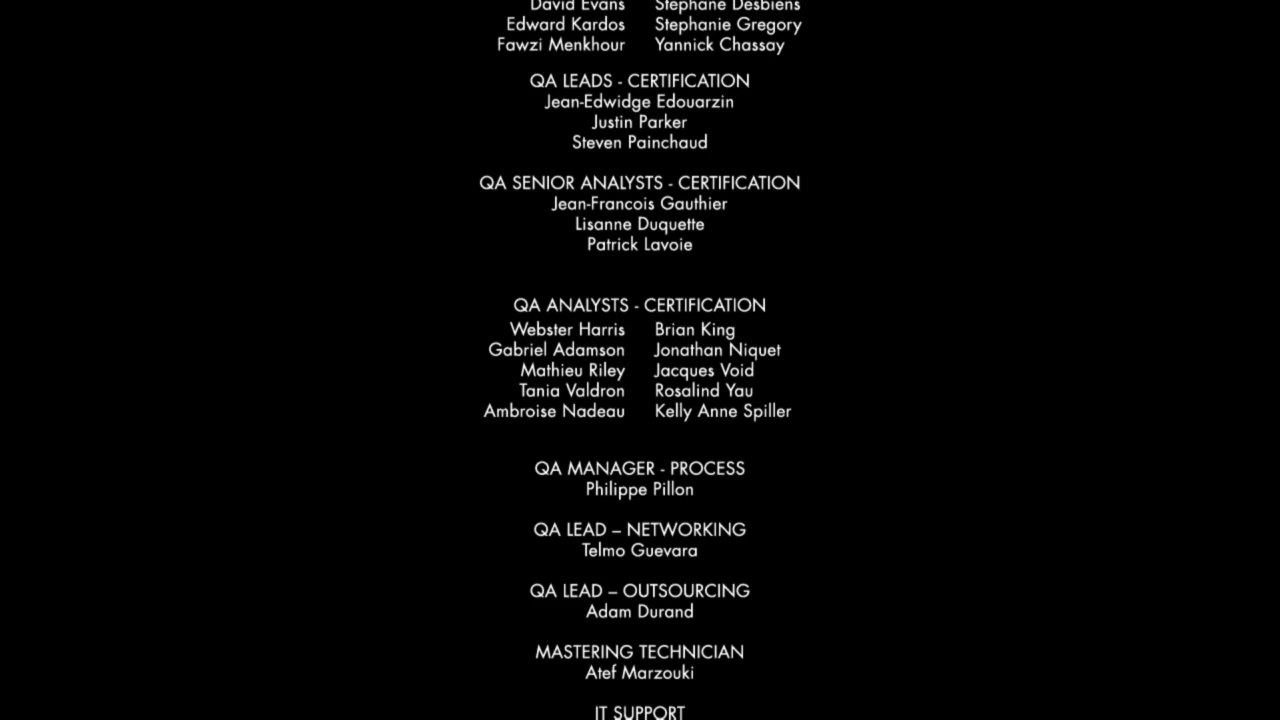 David Evans Stephane Desbiens
Edward Kardos Stephanie Gregory
Fawzi Menkhour Yannick Chassay
QA LEADS - CERTIFICATION
Jean-Edwidge Edouarzin
Justin Parker
Steven Painchaud
QA SENIOR ANALYSTS - CERTIFICATION
Jean-Francois Gauthier
Lisanne Duquette
Patrick Lavoie
QA ANALYSTS - CERTIFICATION
Webster Harris Brian King
Gabriel Adamson Jonathan Niquet
Mathieu Riley Jacques Void
Tania Valdron Rosalind Yau
Ambroise Nadeau Kelly Anne Spiller
QA MANAGER - PROCESS
Philippe Pillon
QA LEAD – NETWORKING
Telmo Guevara
QA LEAD – OUTSOURCING
Adam Durand
MASTERING TECHNICIAN
Atef Marzouki
IT SUPPORT